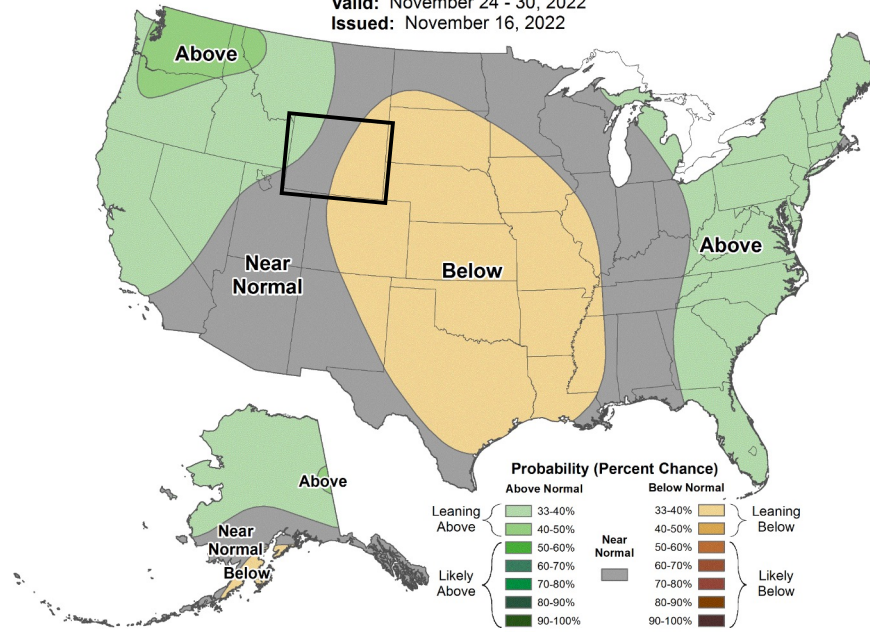 Valid: November 24 - 30, 2022
Issued: November 16, 2022
Above
Near
Normal
Below
Above
Above
Near
Normal
Below
Probability (Percent Chance)
Above Normal
Below Normal
Leaning
Above
33-40%
40-50%
Likely
Above
50-60%
60-70%
70-80%
80-90%
90-100%
Near
Normal
33-40%
40-50%
Leaning
Below
50-60%
60-70%
70-80%
80-90%
90-100%
Likely
Below